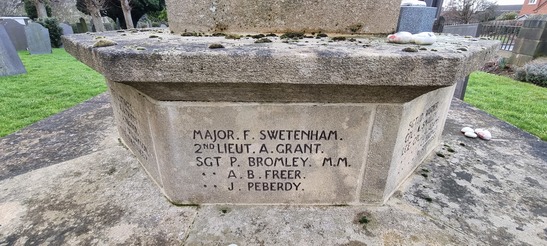 MAJOR. F. SWETENHAM.
2ND LIEUT. A. GRANT.
SGT P. BROMLEY. M.M.
" A. B. FREER.
" J. PEBERDY.